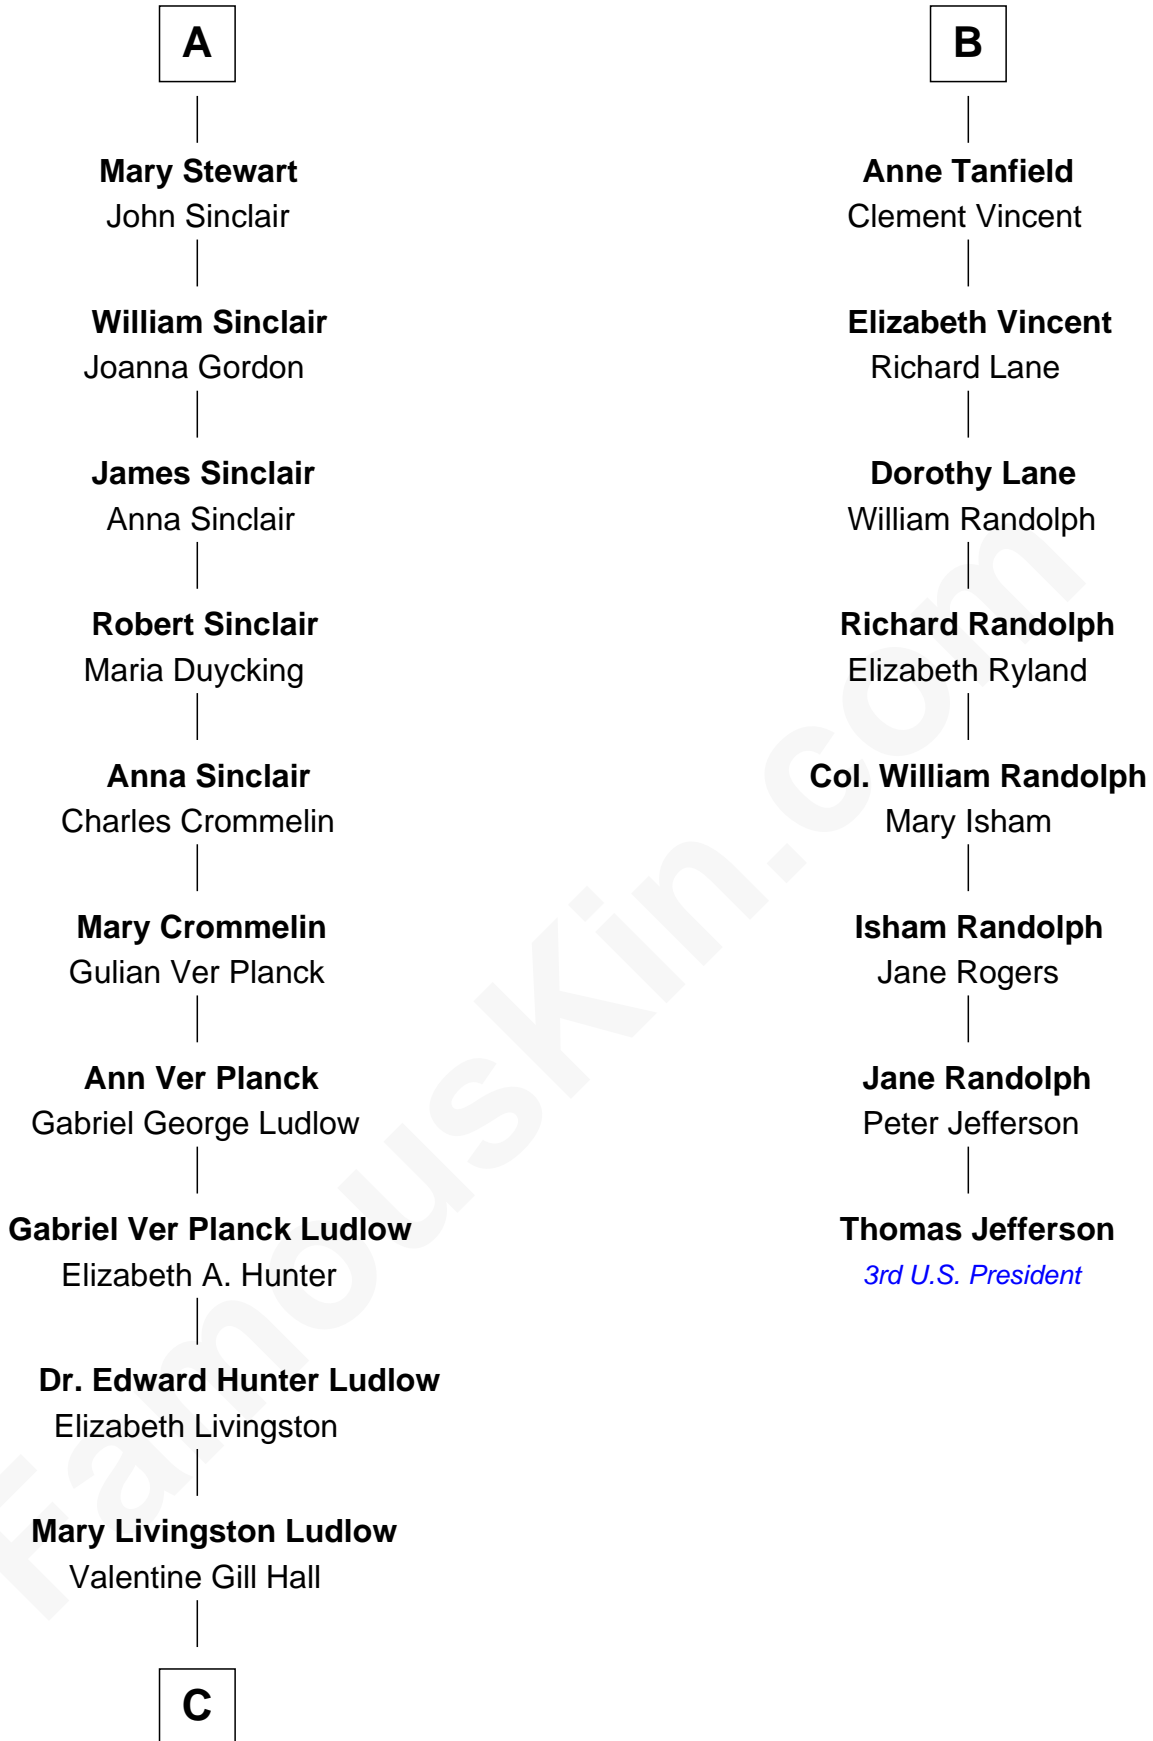 A
Mary Stewart
John Sinclair
William Sinclair
Joanna Gordon
James Sinclair
Anna Sinclair
Robert Sinclair
Maria Duycking
Anna Sinclair
Charles Crommelin
Mary Crommelin
Gulian Ver Planck
Ann Ver Planck
Gabriel George Ludlow
Gabriel Ver Planck Ludlow
Elizabeth A. Hunter
Dr. Edward Hunter Ludlow
Elizabeth Livingston
Mary Livingston Ludlow
Valentine Gill Hall
C
B
Anne Tanfield
Clement Vincent
Elizabeth Vincent
Richard Lane
Dorothy Lane
William Randolph
Richard Randolph
Elizabeth Ryland
Col. William Randolph
Mary Isham
Isham Randolph
Jane Rogers
Jane Randolph
Peter Jefferson
Thomas Jefferson
3rd U.S. President
FamousKin.com